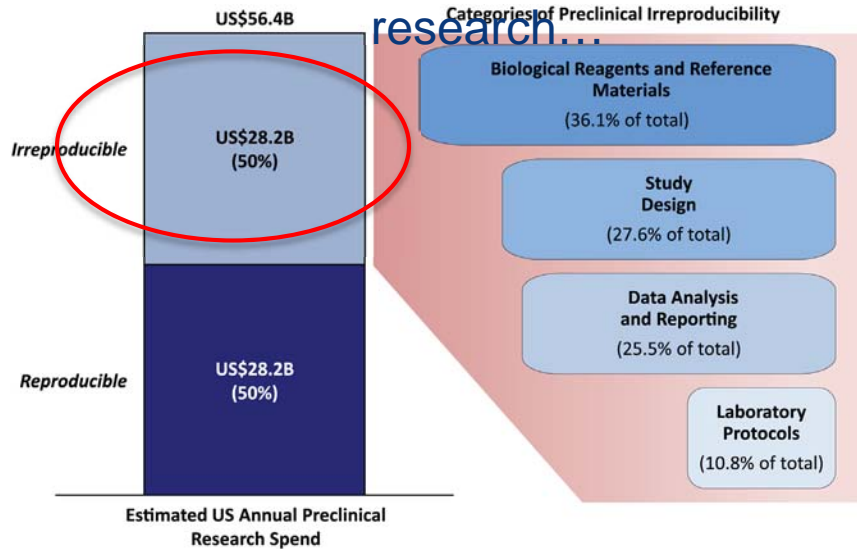 research...
US$56.4B
Irreproducible
US$28.2B
(50%)
Reproducible
US$28.2B
(50%)
Estimated US Annual Preclinical
Research Spend
Categories of Preclinical Irreproducibility
Biological Reagents and Reference
Materials
(36.1% of total)
Study
Design
(27.6% of total)
Data Analysis
and Reporting
(25.5% of total)
Laboratory
Protocols
(10.8% of total)